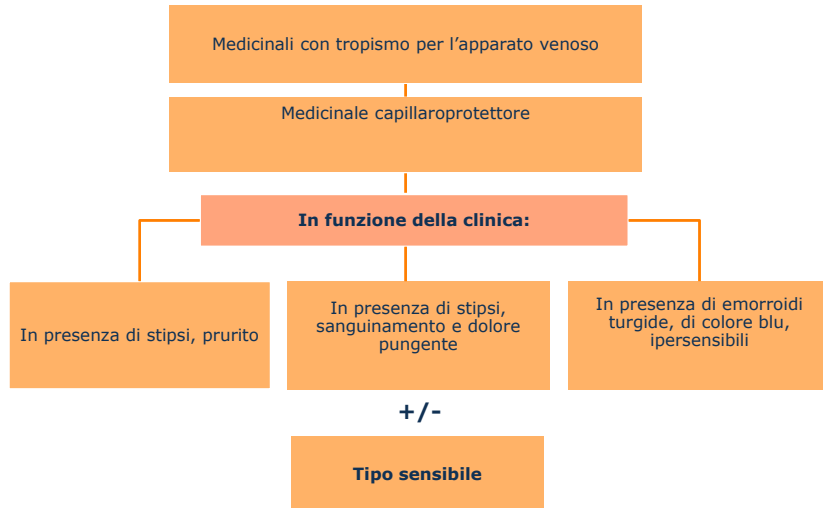 Medicinali con tropismo per l'apparato venoso
Medicinale capillaroprotettore
In funzione della clinica:
In presenza di stipsi, prurito
In presenza di stipsi,
sanguinamento e dolore
pungente
In presenza di emorroidi
turgide, di colore blu,
ipersensibili
+/-
Tipo sensibile